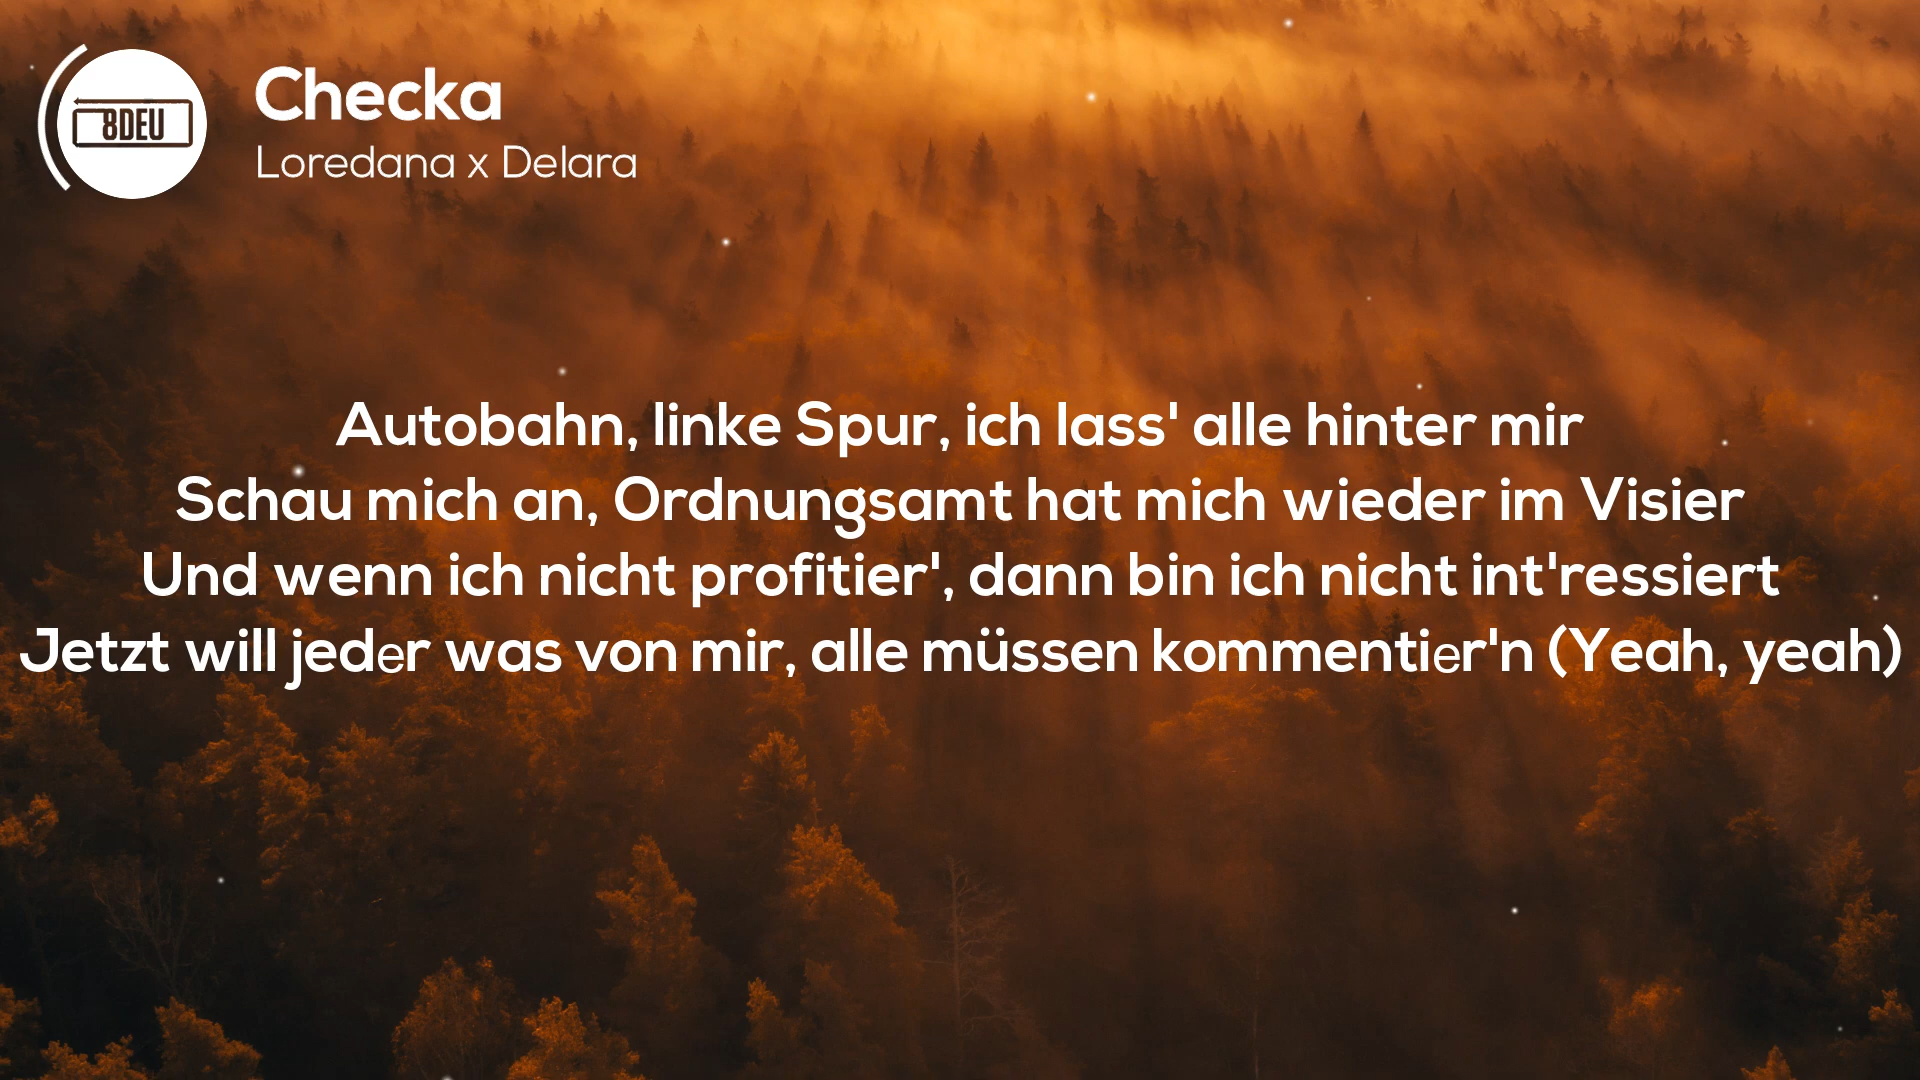 8DEU
Checka
Loredana x Delara
Autobahn, linke Spur, ich lass' alle hinter mir
Schau mich an, Ordnungsamt hat mich wieder im Visier
Und wenn ich nicht profitier', dann bin ich nicht int'ressiert
Jetzt will jedеr was von mir, alle müssen kommentiеr'n (Yeah, yeah)